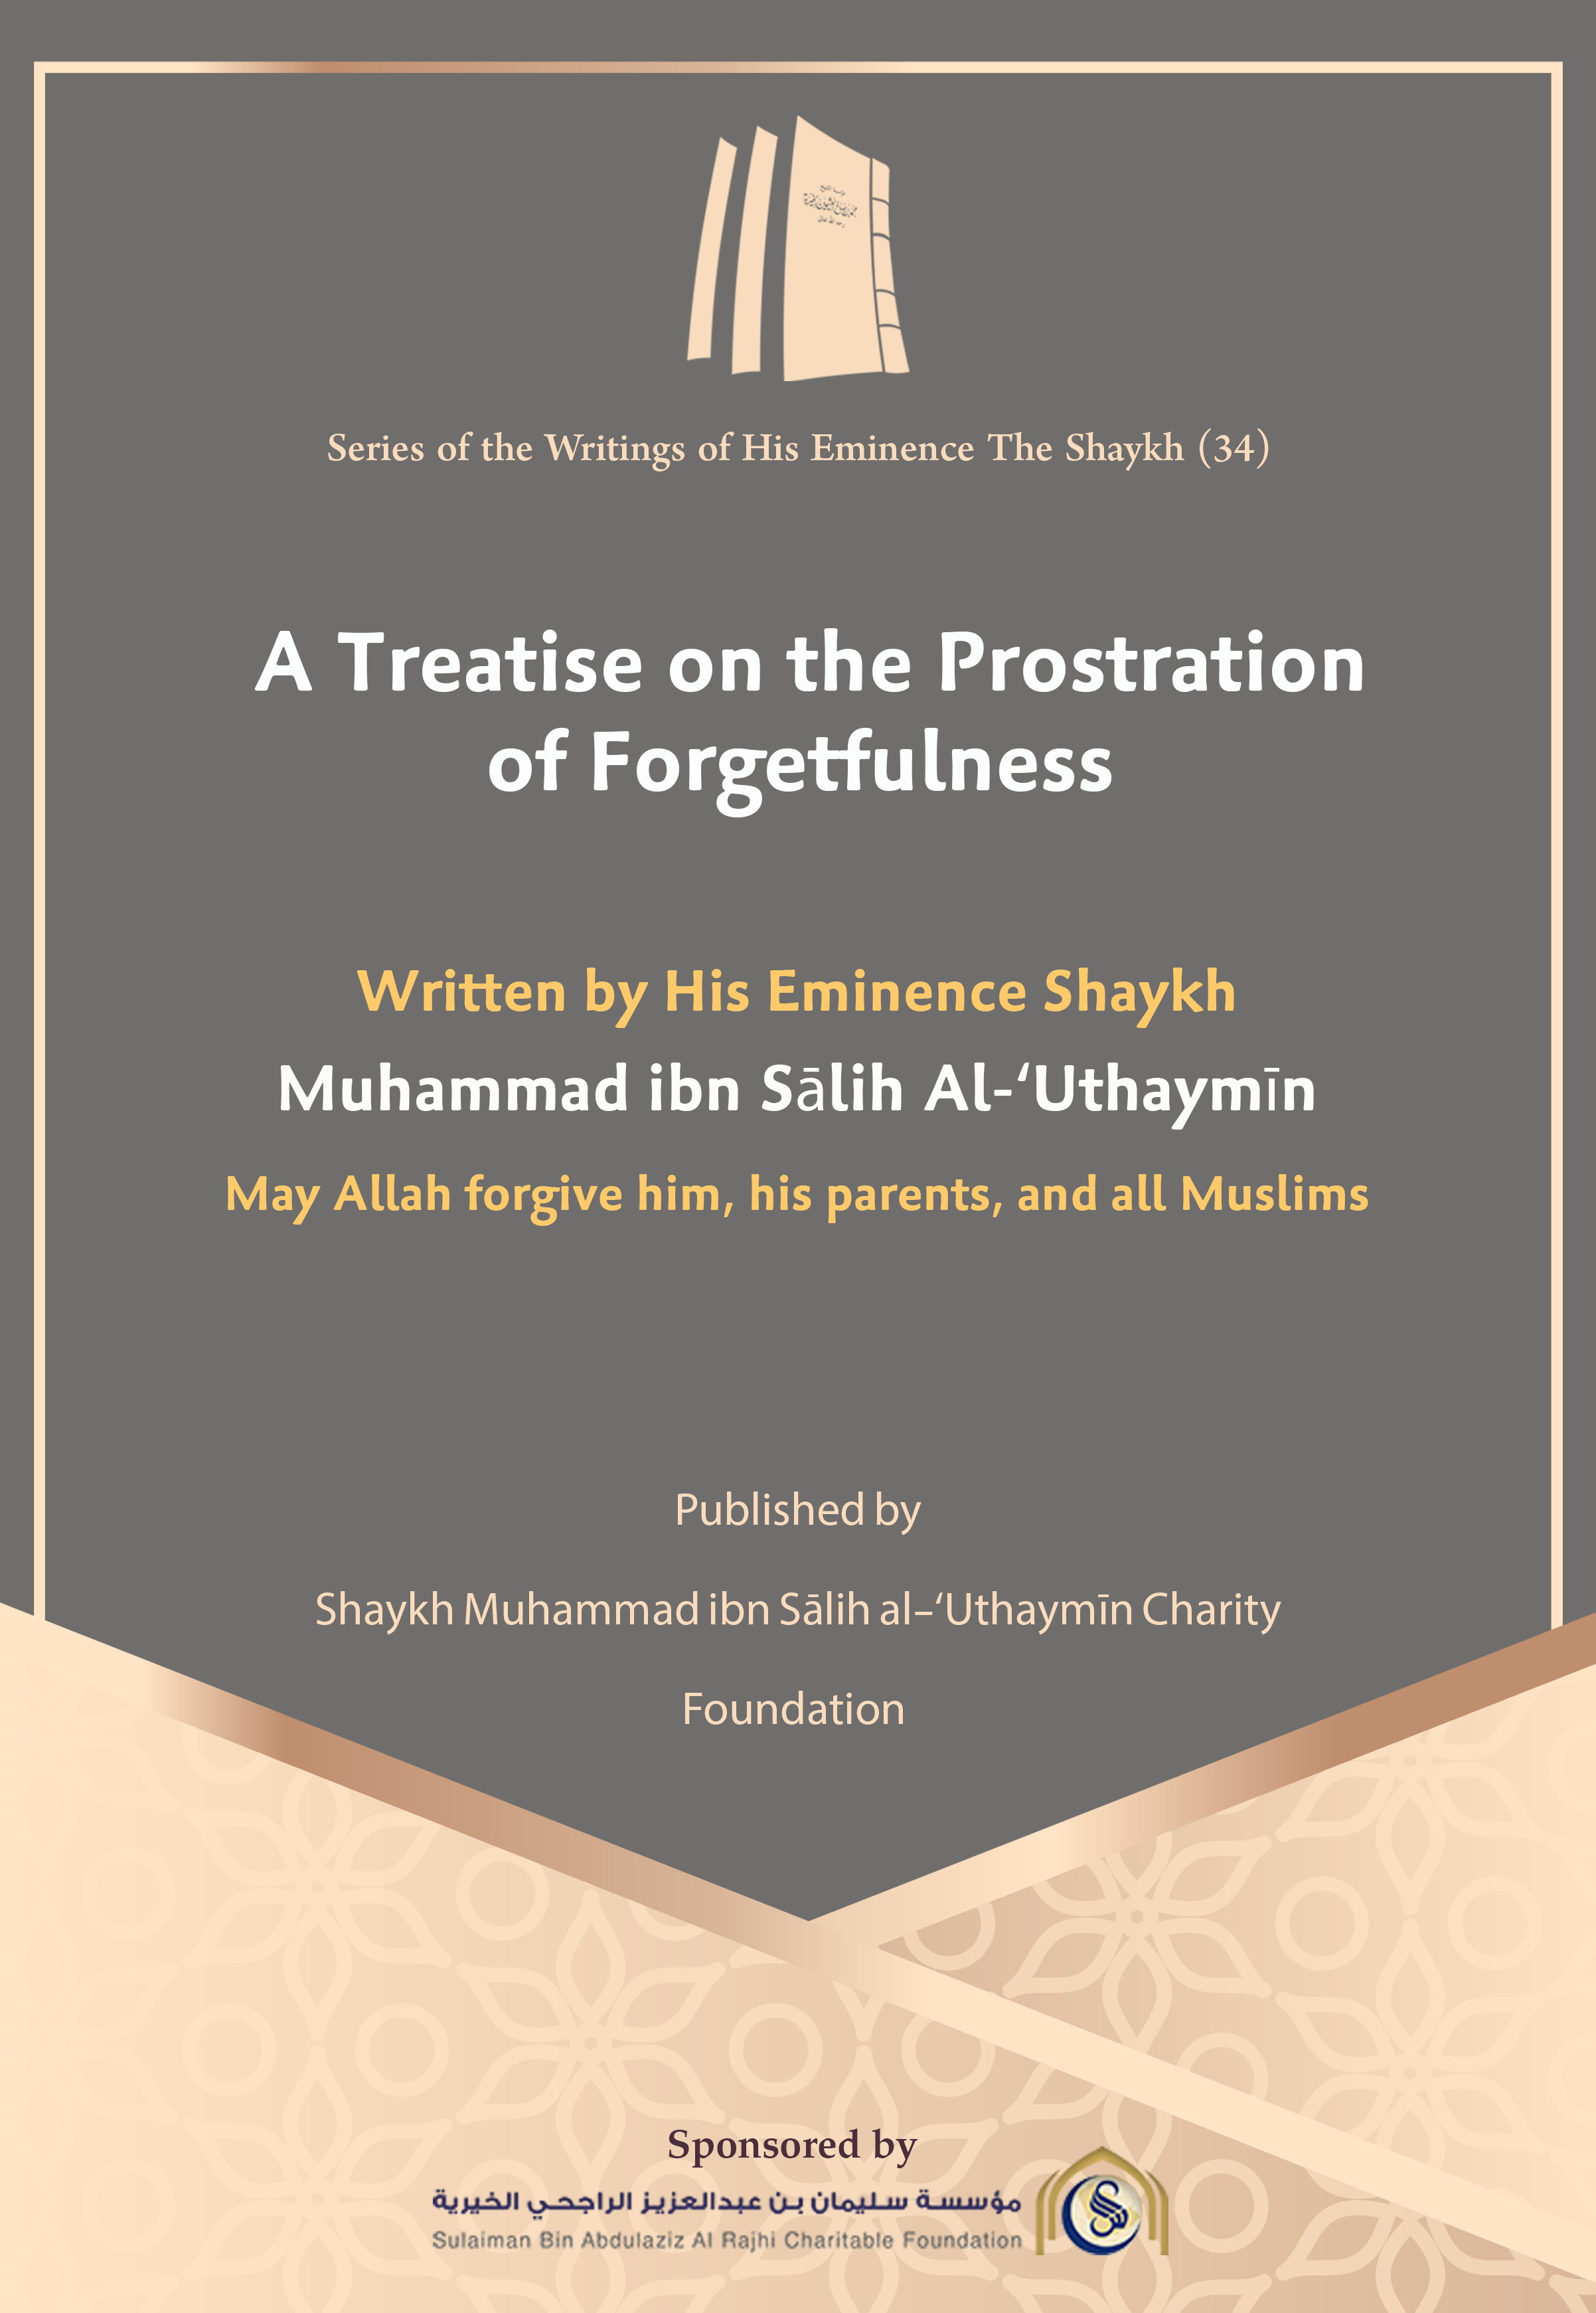 Series of the Writings of His Eminence The Shaykh (34)
A Treatise on the Prostration
of Forgetfulness
Written by His Eminence Shaykh
Muhammad ibn Sālih Al-‘Uthaymīn
May Allah forgive him, his parents, and all Muslims
Published by
Shaykh Muhammad ibn Sālih al–‘Uthaymīn Charity
Foundation
Sponsored by
مؤسسة سليمان بن عبدالعزيز الراجحي الخيرية
Sulaiman Bin Abdulaziz Al Rajhi Charitable Foundation